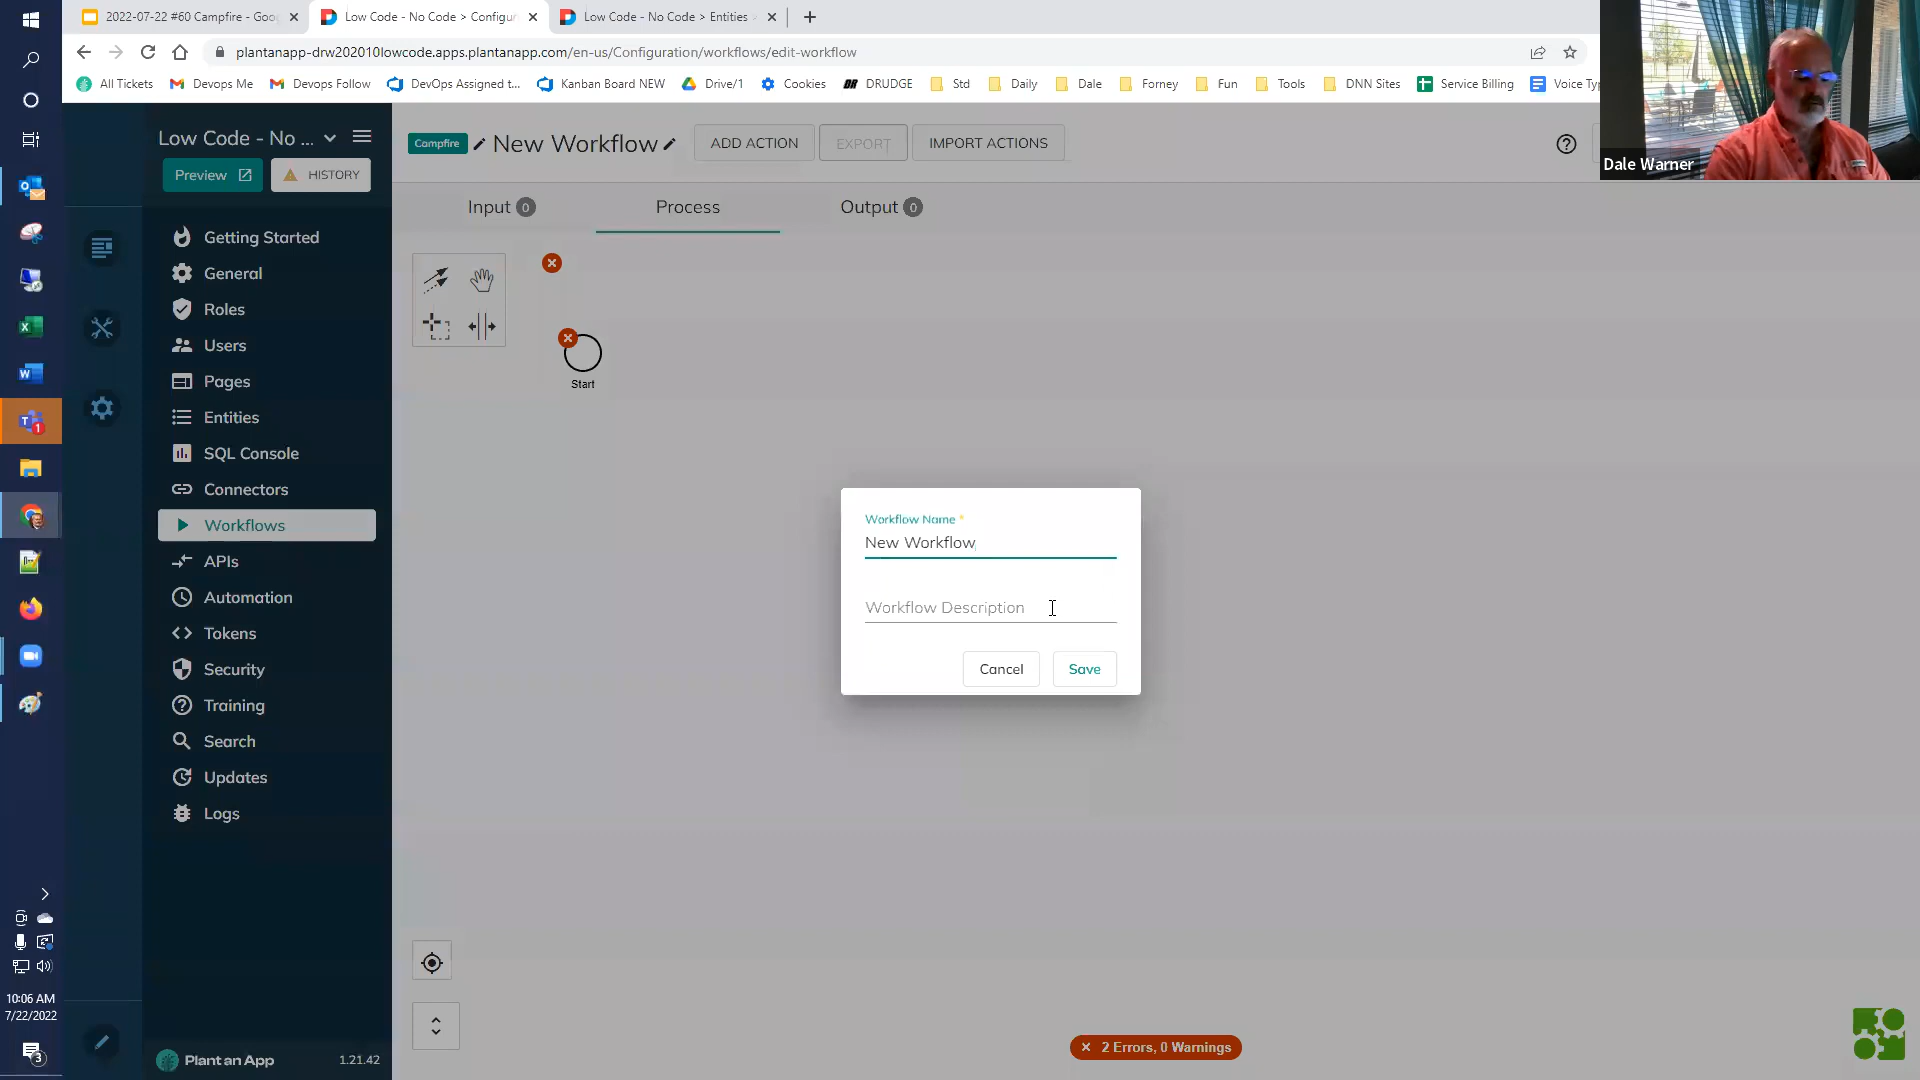 2022-07-22 #60 Campfire - Goo
Low Code - No Code > Configur
Low Code - No Code > Entities
plantanapp-drw202010lowcode.apps.plantanapp.com/en-us/Configuration/workflows/edit-workflow
All Tickets
Devops Me
Devops Follow
DevOps Assigned t...
Kanban Board NEW
Drive/1
Cookies
DRUDGE
Std
Daily
Dale
Forney
Fun
Tools
DNN Sites
Service Billing
Voice Typ
Dale Warner
Low Code - No ...
Preview
HISTORY
Campfire
New Workflow
ADD ACTION
EXPORT
IMPORT ACTIONS
Input 0
Process
Output 0
Getting Started
General
Roles
Users
Pages
Entities
SQL Console
Connectors
Workflows
APIs
Automation
Tokens
Security
Training
Search
Updates
Logs
Start
Workflow Name *
New Workflow
Workflow Description
Cancel
Save
10:06 AM
7/22/2022
3
Plant an App
1.21.42
2 Errors, 0 Warnings